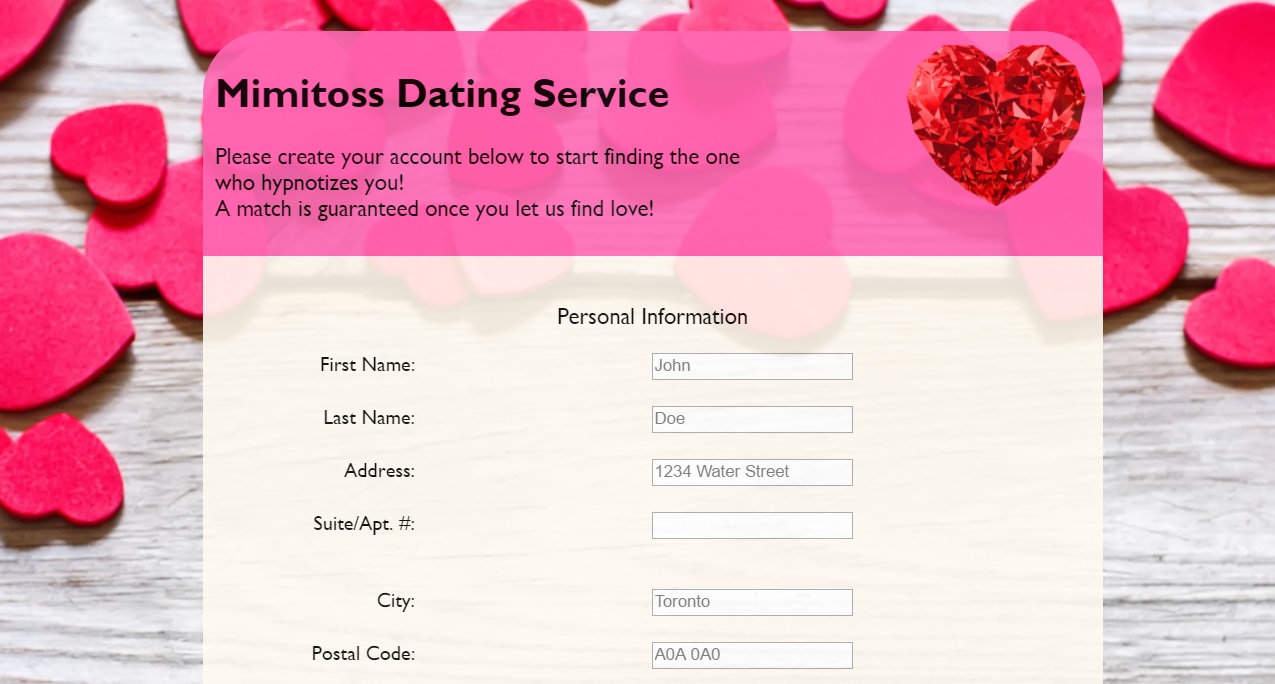 Mimitoss Dating Service
Please create your account below to start finding the one
who hypnotizes you!
A match is guaranteed once you let us find love!
Personal Information
First Name: John
Last Name: Doe
Address: 1234 Water Street
Suite/Apt. #:
City: Toronto
Postal Code: A0A 0A0